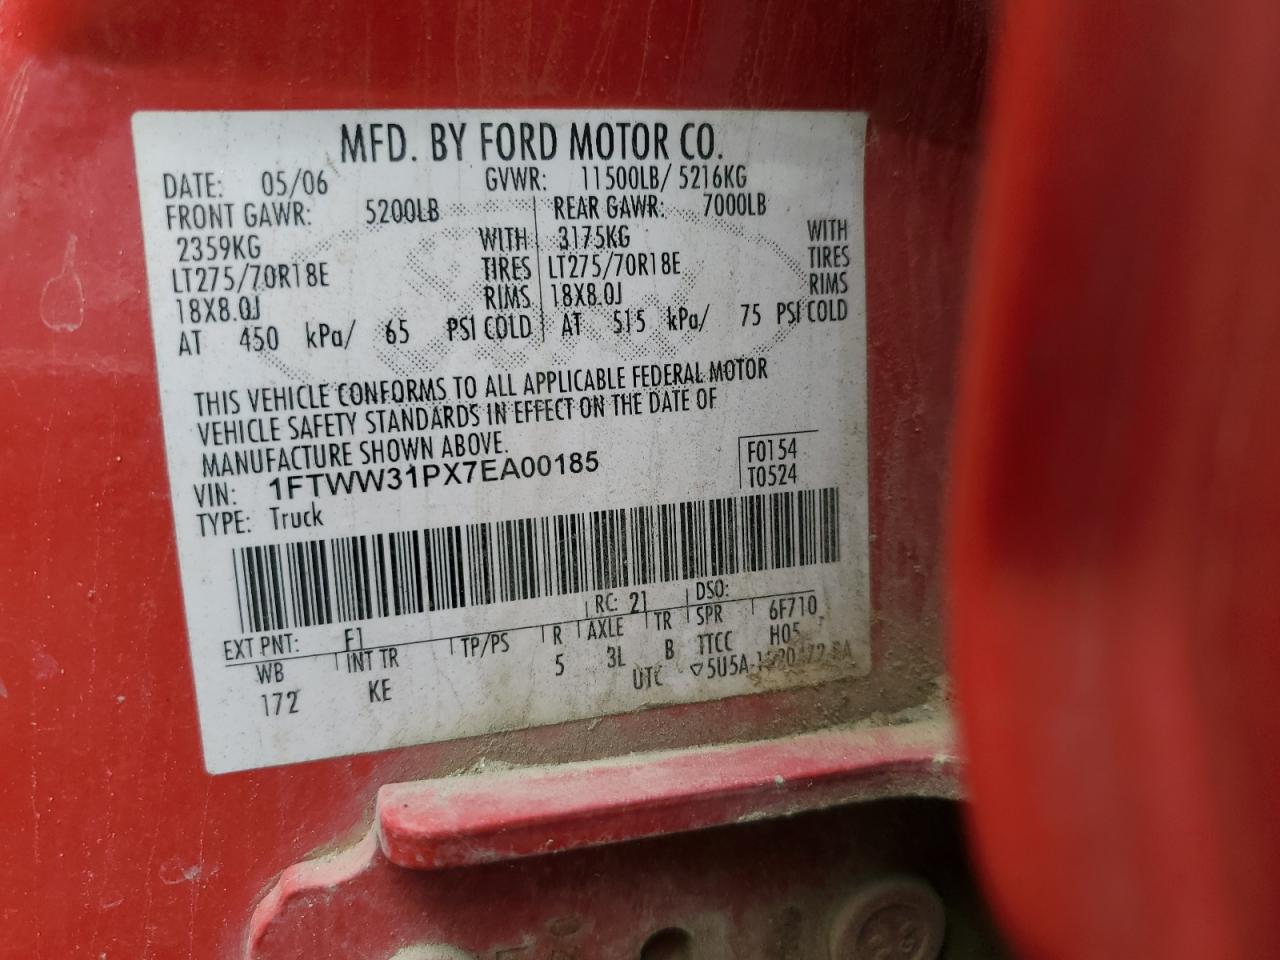 MFD. BY FORD MOTOR CO.
DATE: 05/06 GVWR: 11500LB/ 5216KG
FRONT GAWR: 5200LB REAR GAWR: 7000LB
2359KG WITH 3175KG WITH
LT275/70R18E TIRES LT275/70R18E TIRES
18X8.0J RIMS 18X8.0J RIMS
AT 450 kPa/ 65 PSI COLD AT 515 kPa/ 75 PSI COLD
THIS VEHICLE CONFORMS TO ALL APPLICABLE FEDERAL MOTOR
VEHICLE SAFETY STANDARDS IN EFFECT ON THE DATE OF
MANUFACTURE SHOWN ABOVE.
VIN: 1FTWW31PX7EA00185 F0154
TYPE: Truck T0524
RC: 21 DSO:
EXT PNT: F1 TP/PS R AXLE TR SPR 6F710
WB INT TR 5 3L B TTCC H05
172 KE UTC